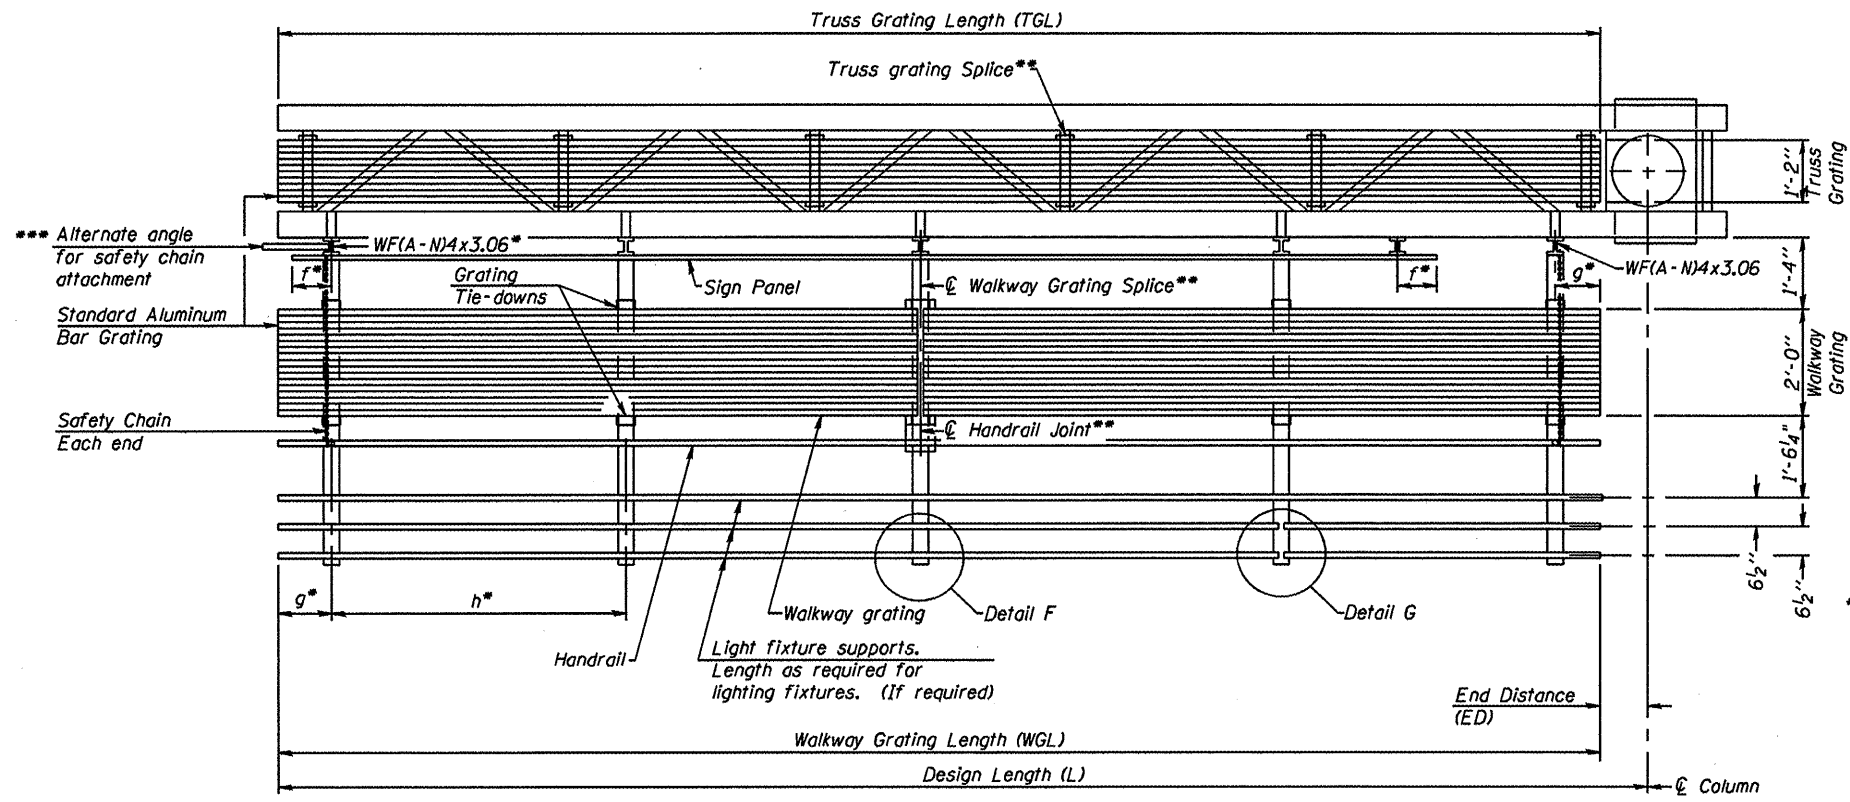 Truss Grating Length (TGL)
Truss grating Splice**
1'-2"
Truss
Grating
*** Alternate angle
for safety chain
attachment
WF(A-N)4x3.06*
f*
Grating
Tie-downs
Sign Panel
℄ Walkway Grating Splice**
f*
g*
WF(A-N)4x3.06
1'-4"
Standard Aluminum
Bar Grating
2'-0"
Walkway
Grating
Safety Chain
Each end
℄ Handrail Joint**
1'-6¼"
6½"
6½"
g*
h*
Walkway grating
Detail F
Detail G
Handrail
Light fixture supports.
Length as required for
lighting fixtures. (If required)
End Distance
(ED)
Walkway Grating Length (WGL)
Design Length (L)
℄ Column